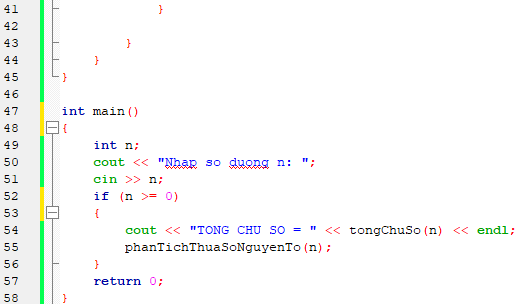 41 }
42
43 }
44 }
45 }
46
47 int main()
48 {
49 int n;
50 cout << "Nhap so duong n: ";
51 cin >> n;
52 if (n >= 0)
53 {
54 cout << "TONG CHU SO = " << tongChuSo(n) << endl;
55 phanTichThuaSoNguyenTo(n);
56 }
57 return 0;
58 }